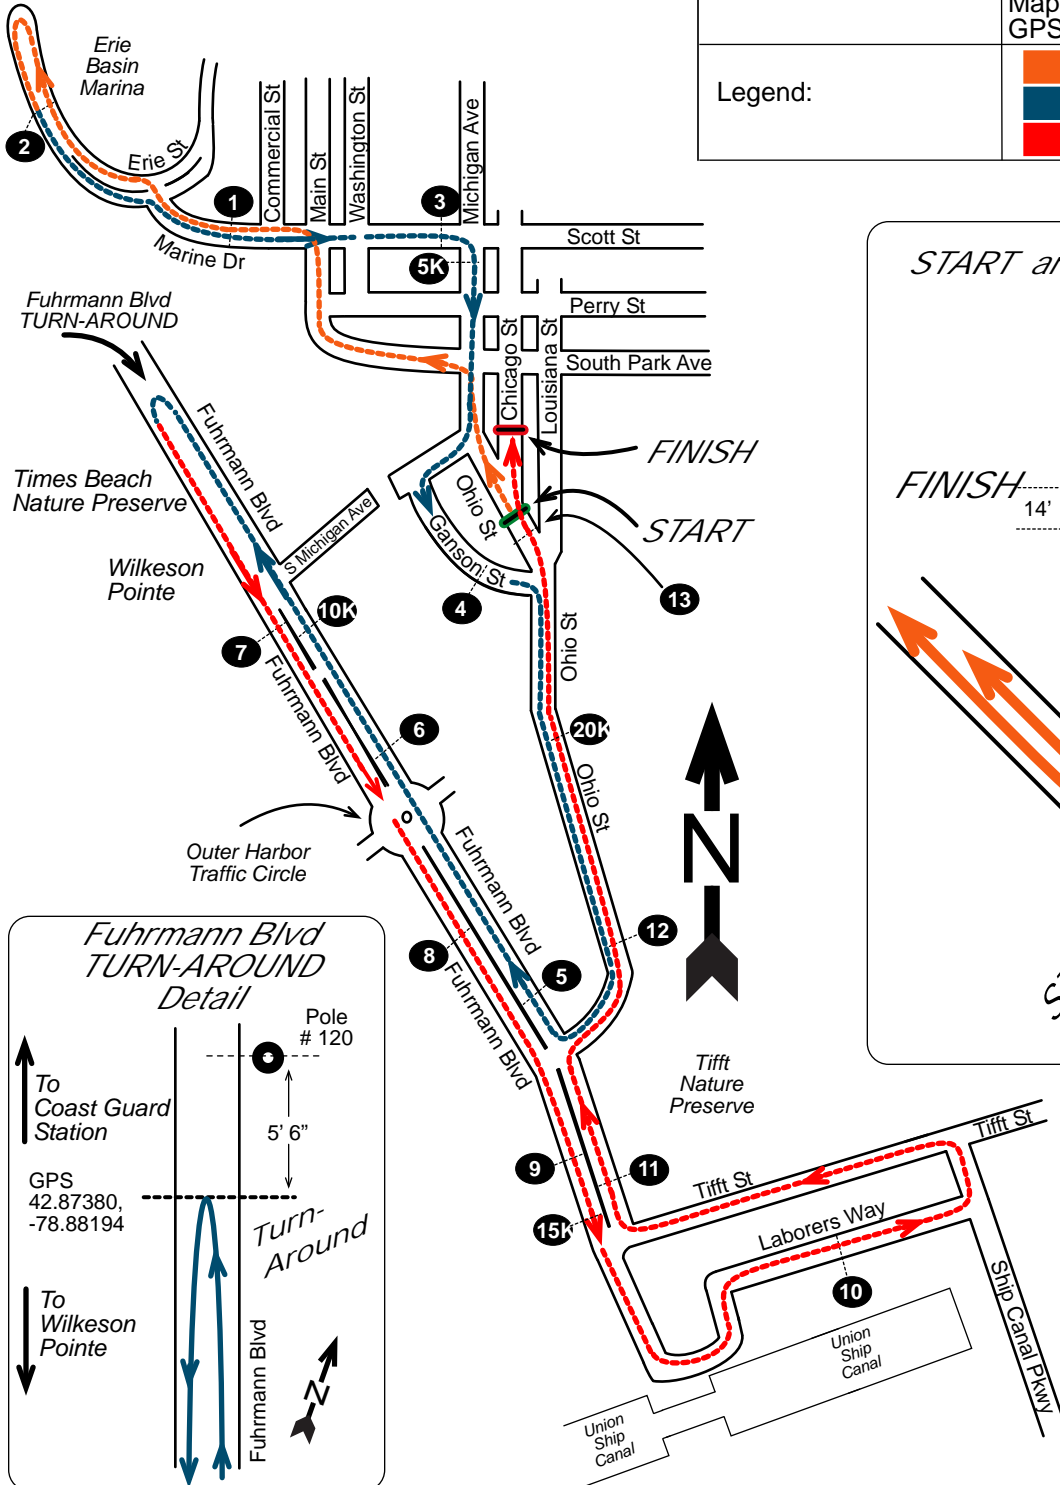 Map
GPS
Legend:
Erie
Basin
Marina
2
Erie St
Commercial St
Main St
Washington St
Michigan Ave
1
3
Marine Dr
5K
Scott St
Perry St
South Park Ave
Chicago St
Louisiana St
Fuhrmann Blvd
TURN-AROUND
Fuhrmann Blvd
Times Beach
Nature Preserve
Wilkeson
Pointe
S Michigan Ave
Ohio St
Ganson St
FINISH
START
4
13
10K
7
Fuhrmann Blvd
6
Ohio St
20K
Ohio St
Outer Harbor
Traffic Circle
Fuhrmann Blvd
N
12
8
5
Fuhrmann Blvd
Tifft
Nature
Preserve
9
11
15K
Tifft St
Tifft St
Laborers Way
10
Ship Canal Pkwy
Union
Ship
Canal
Union
Ship
Canal
START
FINISH
14'
Fuhrmann Blvd
TURN-AROUND
Detail
Pole
# 120
To
Coast Guard
Station
5' 6"
GPS
42.87380,
-78.88194
Turn-
Around
To
Wilkeson
Pointe
Fuhrmann Blvd
N